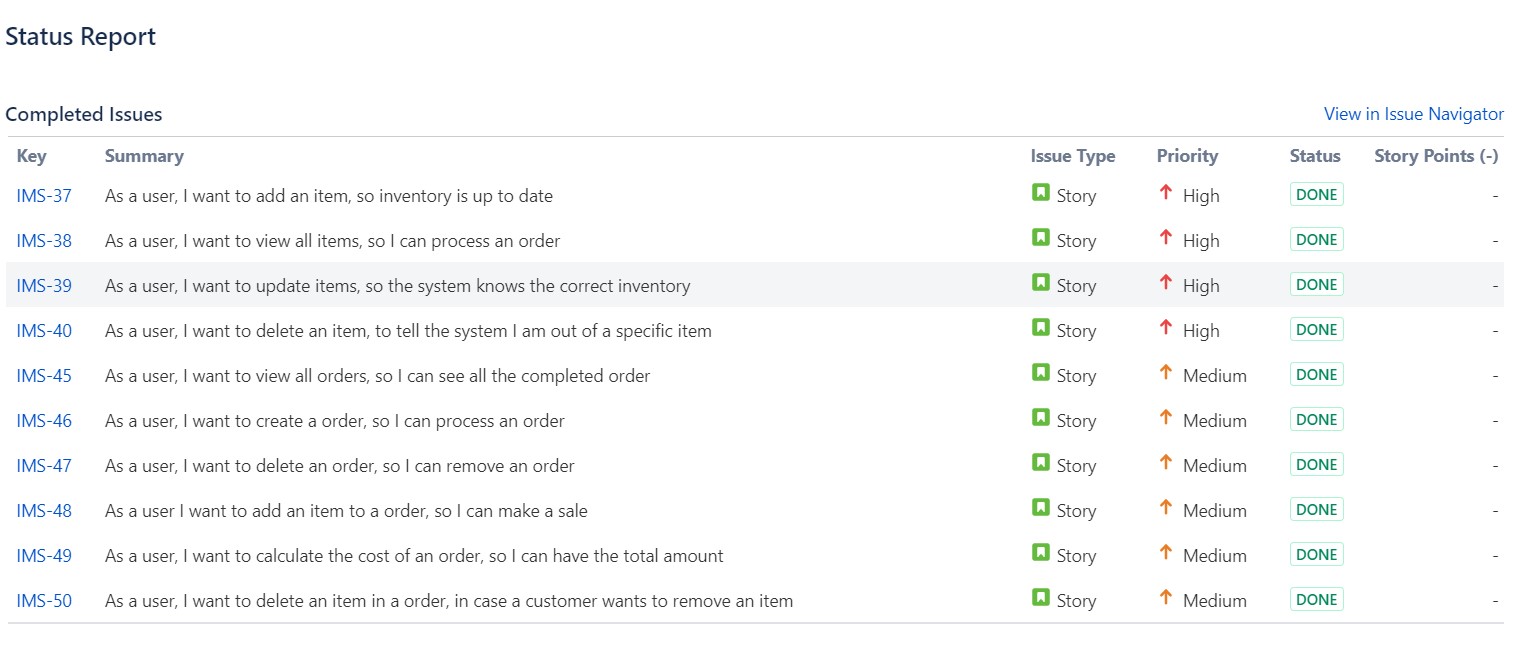 Status Report
Completed Issues View in Issue Navigator
Key Summary Issue Type Priority Status Story Points (-)
IMS-37 As a user, I want to add an item, so inventory is up to date Story High DONE -
IMS-38 As a user, I want to view all items, so I can process an order Story High DONE -
IMS-39 As a user, I want to update items, so the system knows the correct inventory Story High DONE -
IMS-40 As a user, I want to delete an item, to tell the system I am out of a specific item Story High DONE -
IMS-45 As a user, I want to view all orders, so I can see all the completed order Story Medium DONE -
IMS-46 As a user, I want to create a order, so I can process an order Story Medium DONE -
IMS-47 As a user, I want to delete an order, so I can remove an order Story Medium DONE -
IMS-48 As a user I want to add an item to a order, so I can make a sale Story Medium DONE -
IMS-49 As a user, I want to calculate the cost of an order, so I can have the total amount Story Medium DONE -
IMS-50 As a user, I want to delete an item in a order, in case a customer wants to remove an item Story Medium DONE -